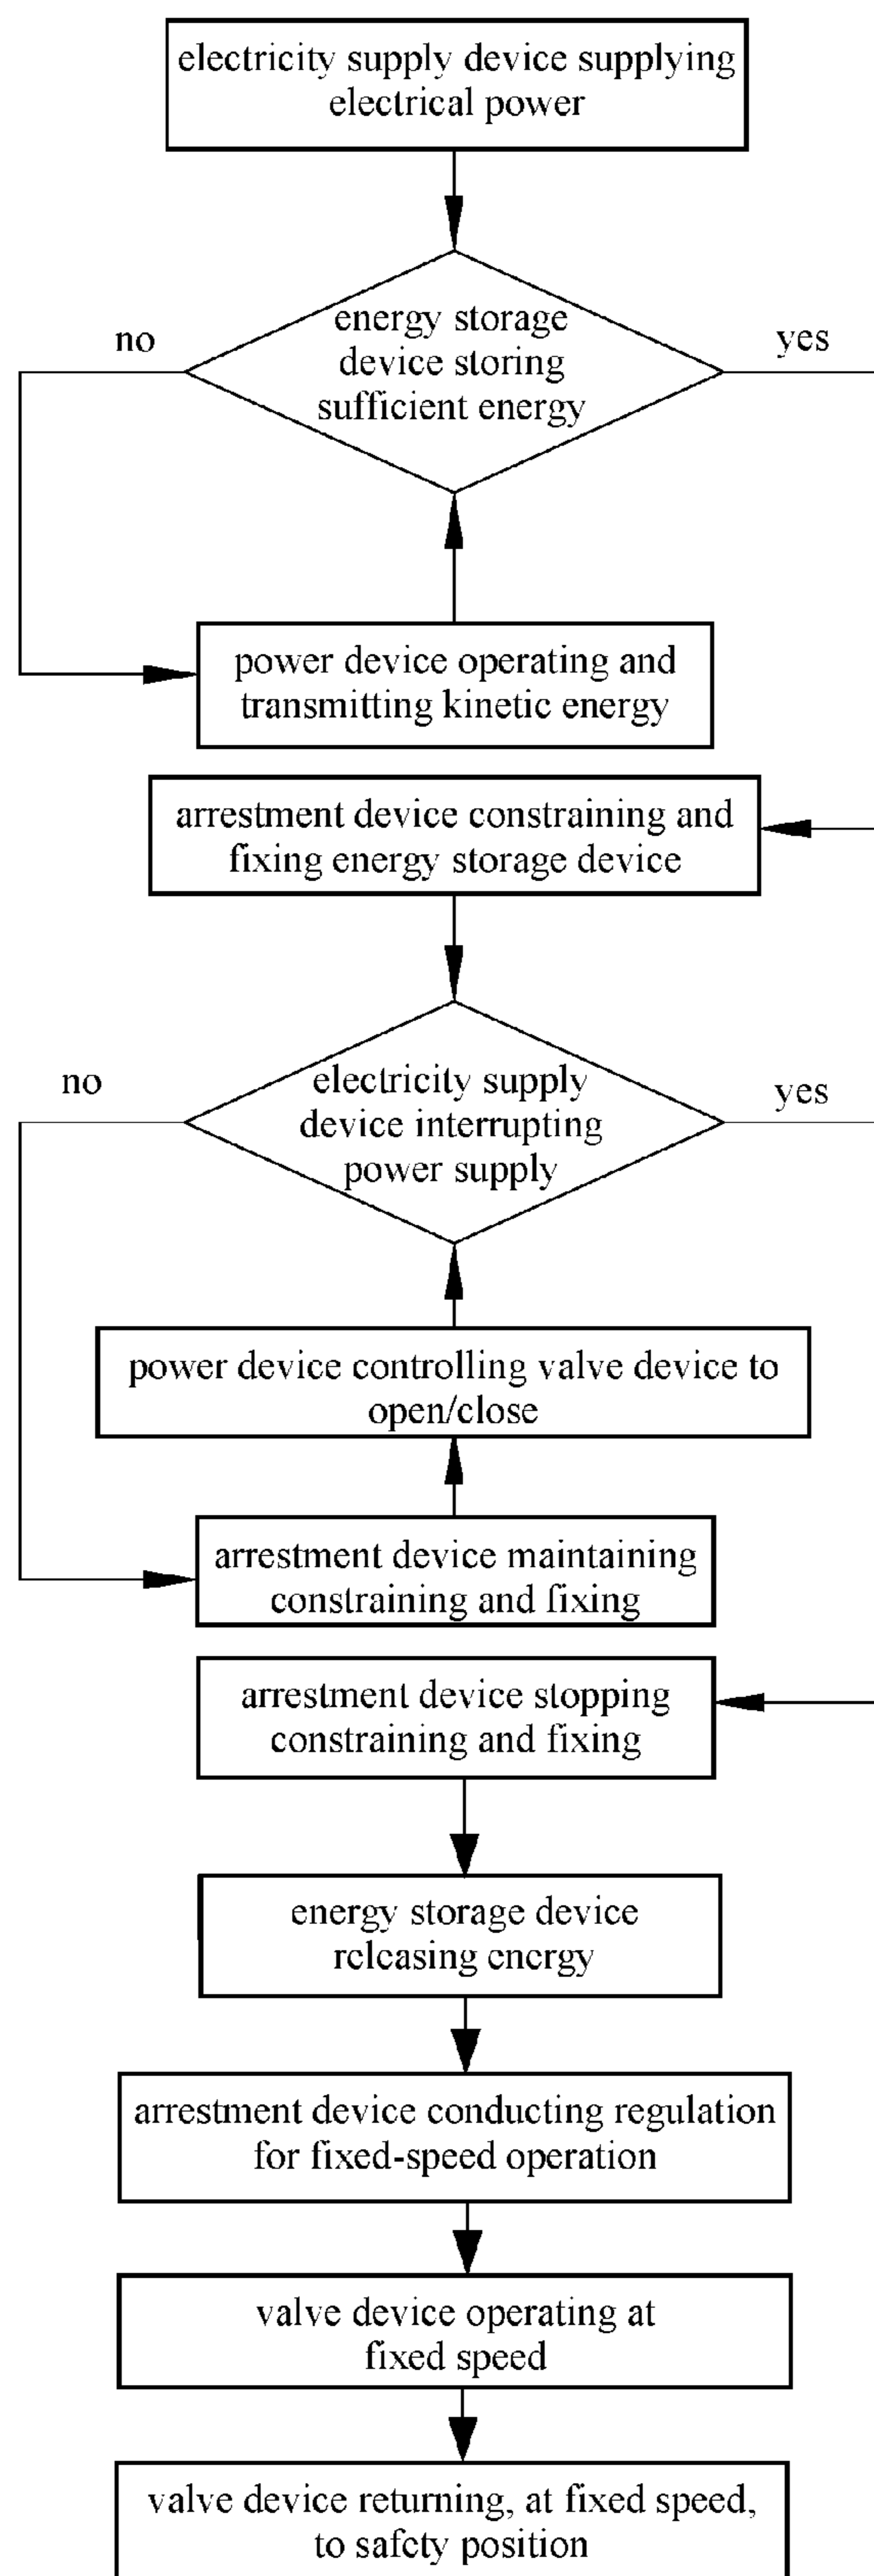 electricity supply device supplying
electrical power
no
energy storage
device storing
sufficient energy
yes
power device operating and
transmitting kinetic energy
arrestment device constraining and
fixing energy storage device
no
electricity supply
device interrupting
power supply
yes
power device controlling valve device to
open/close
arrestment device maintaining
constraining and fixing
arrestment device stopping
constraining and fixing
energy storage device
releasing energy
arrestment device conducting regulation
for fixed-speed operation
valve device operating at
fixed speed
valve device returning, at fixed speed,
to safety position